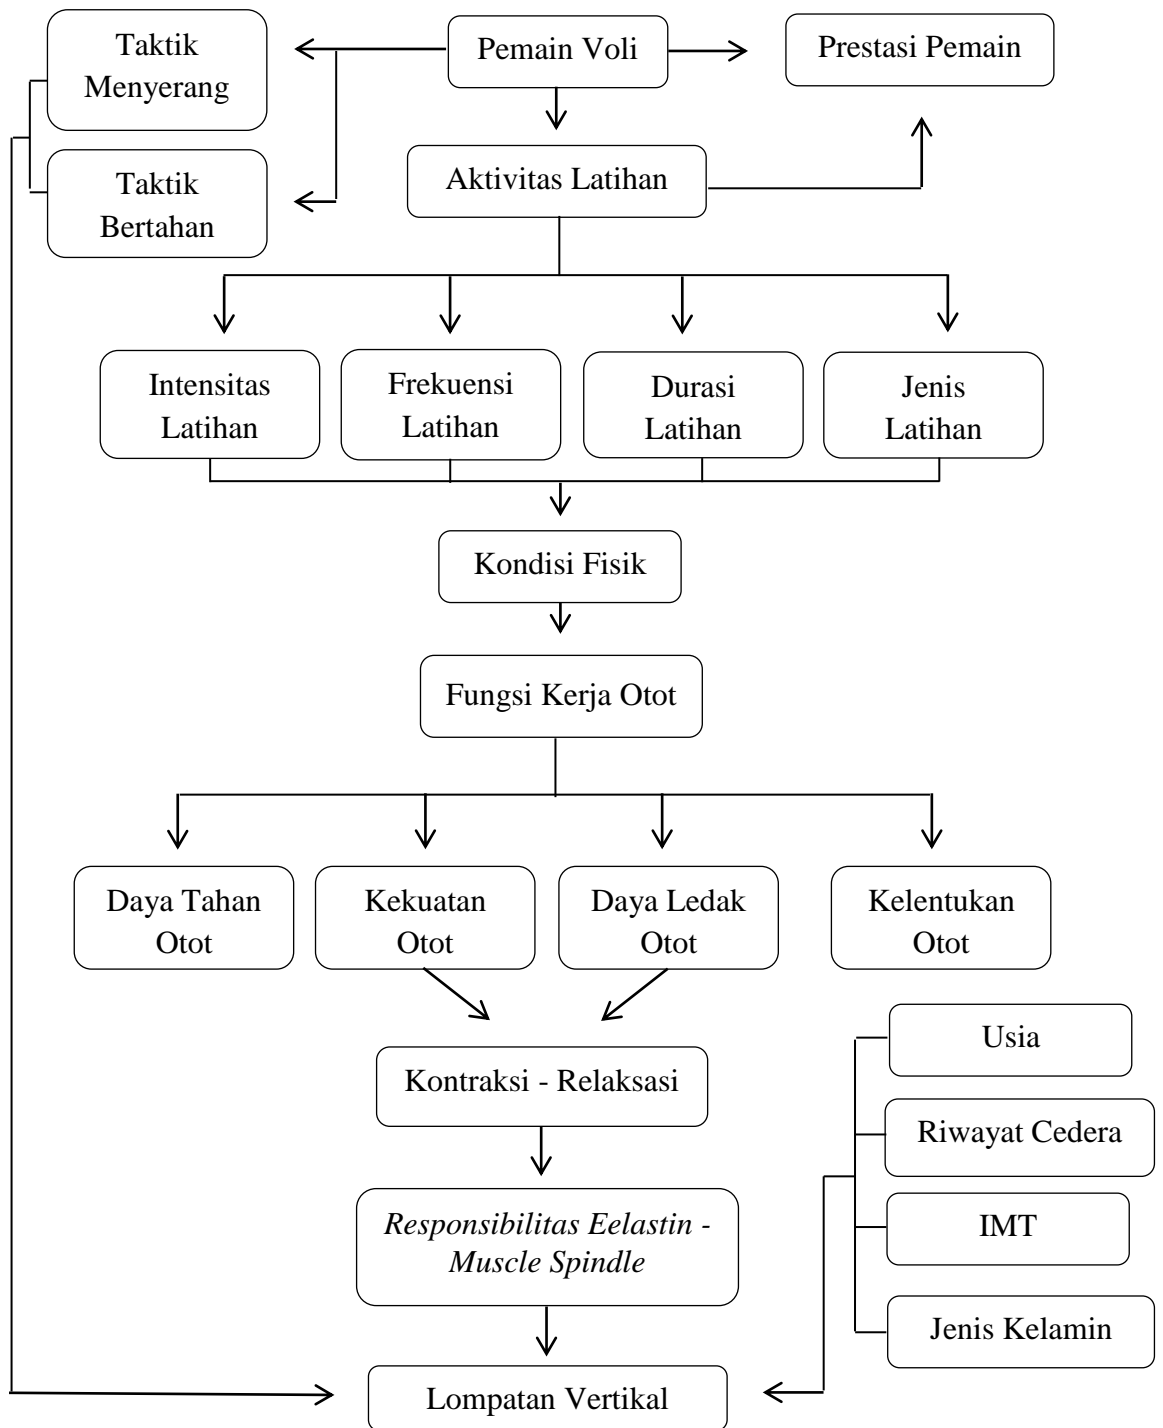 Taktik
Menyerang
Pemain Voli
Prestasi Pemain
Taktik
Bertahan
Aktivitas Latihan
Intensitas
Latihan
Frekuensi
Latihan
Durasi
Latihan
Jenis
Latihan
Kondisi Fisik
Fungsi Kerja Otot
Daya Tahan
Otot
Kekuatan
Otot
Daya Ledak
Otot
Kelentukan
Otot
Kontraksi - Relaksasi
Usia
Riwayat Cedera
IMT
Jenis Kelamin
Responsibilitas Eelastin -
Muscle Spindle
Lompatan Vertikal